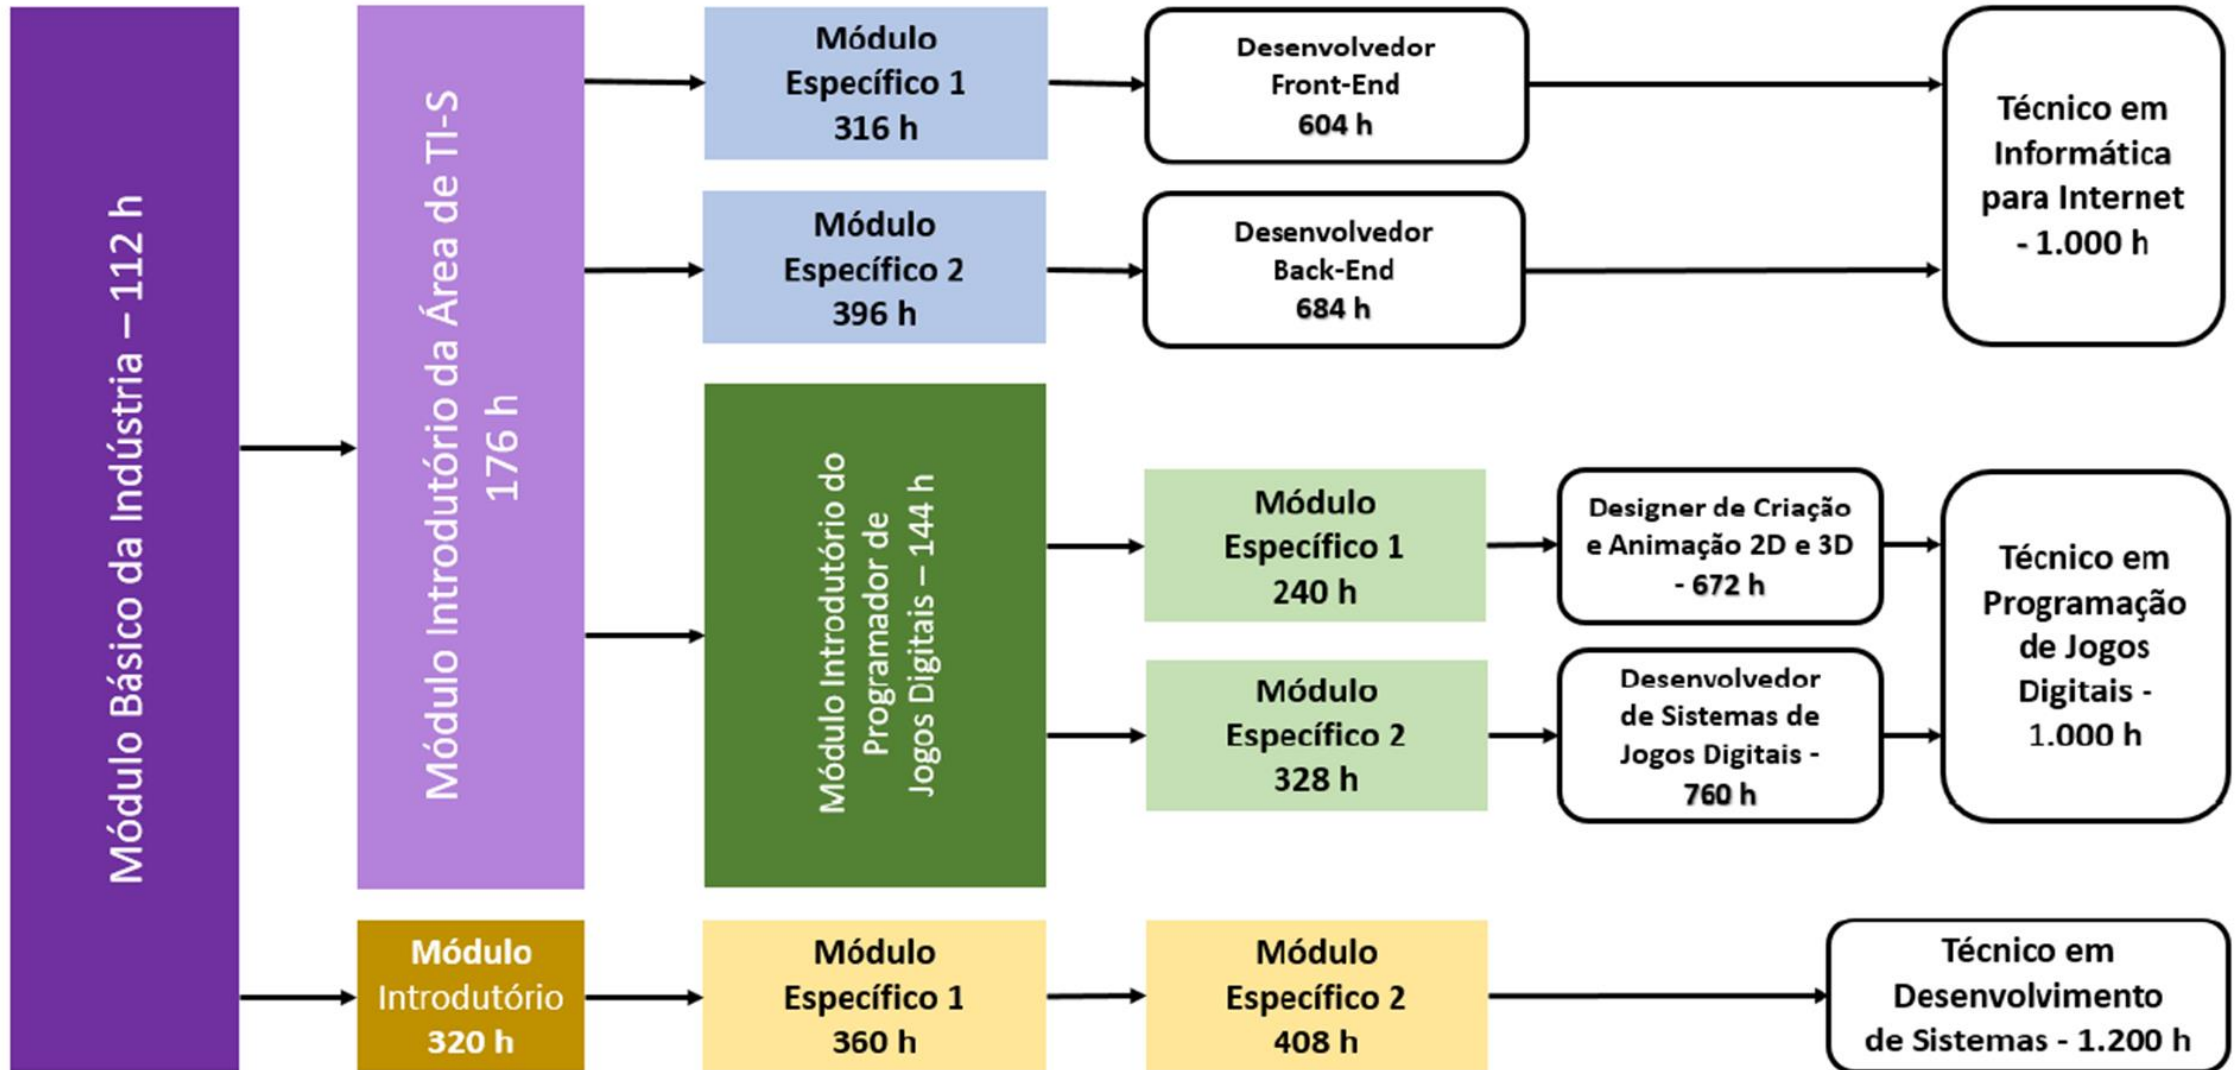 Módulo Básico da Indústria – 112 h
Módulo Introdutório da Área de TI-S
176 h
Módulo
Específico 1
316 h
Desenvolvedor
Front-End
604 h
Técnico em
Informática
para Internet
- 1.000 h
Módulo
Específico 2
396 h
Desenvolvedor
Back-End
684 h
Módulo Introdutório do
Programador de
Jogos Digitais – 144 h
Módulo
Específico 1
240 h
Designer de Criação
e Animação 2D e 3D
- 672 h
Técnico em
Programação
de Jogos
Digitais -
1.000 h
Módulo
Específico 2
328 h
Desenvolvedor
de Sistemas de
Jogos Digitais -
760 h
Módulo
Introdutório
320 h
Módulo
Específico 1
360 h
Módulo
Específico 2
408 h
Técnico em
Desenvolvimento
de Sistemas - 1.200 h